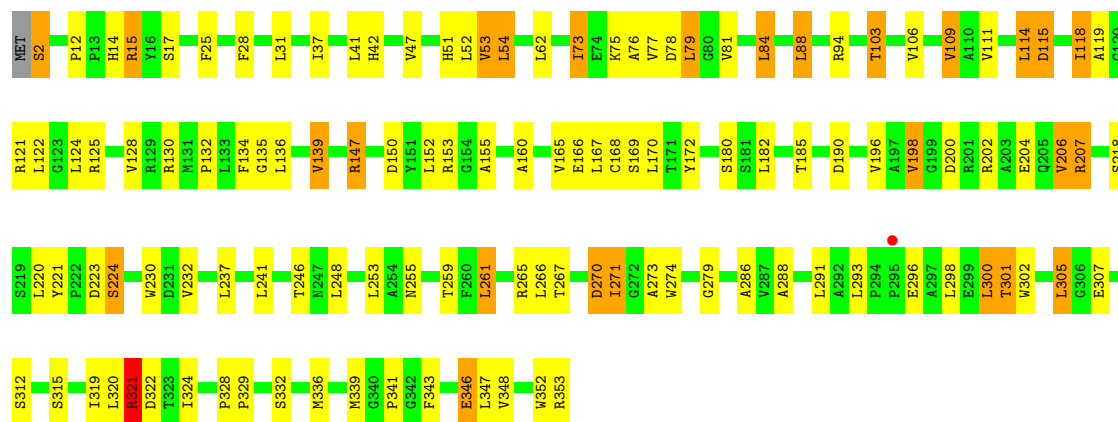 MET S2 P12 P13 H14 R15 Y16 S17 F25 F28 L31 I37 L41 H42 V47 H51 L52 V53 L54 L62 I73 E74 K75 A76 V77 D78 L79 G80 V81 L84 L88 R94 T103 V106 V109 A110 V111 L114 D115 I118 A119 G120
R121 L122 G123 L124 R125 V128 R129 R130 M131 P132 L133 F134 G135 L136 V139 R147 D150 Y151 L152 R153 G154 A155 A160 V165 E166 L167 C168 S169 L170 T171 Y172 S180 S181 L182 T185 D190 V196 A197 V198 G199 D200 R201 R202 A203 E204 Q205 V206 R207 S218
S219 L220 Y221 P222 D223 S224 W230 D231 V232 L237 L241 T246 N247 L248 L253 A254 N255 T259 F260 L261 R265 L266 T267 D270 I271 G272 A273 W274 G279 A286 V287 A288 L291 A292 L293 P294 P295 E296 A297 L298 E299 L300 T301 W302 L305 G306 E307
S312 S315 I319 L320 R321 D322 T323 I324 P328 P329 S332 M336 M339 G340 P341 G342 F343 E346 L347 V348 W352 R353